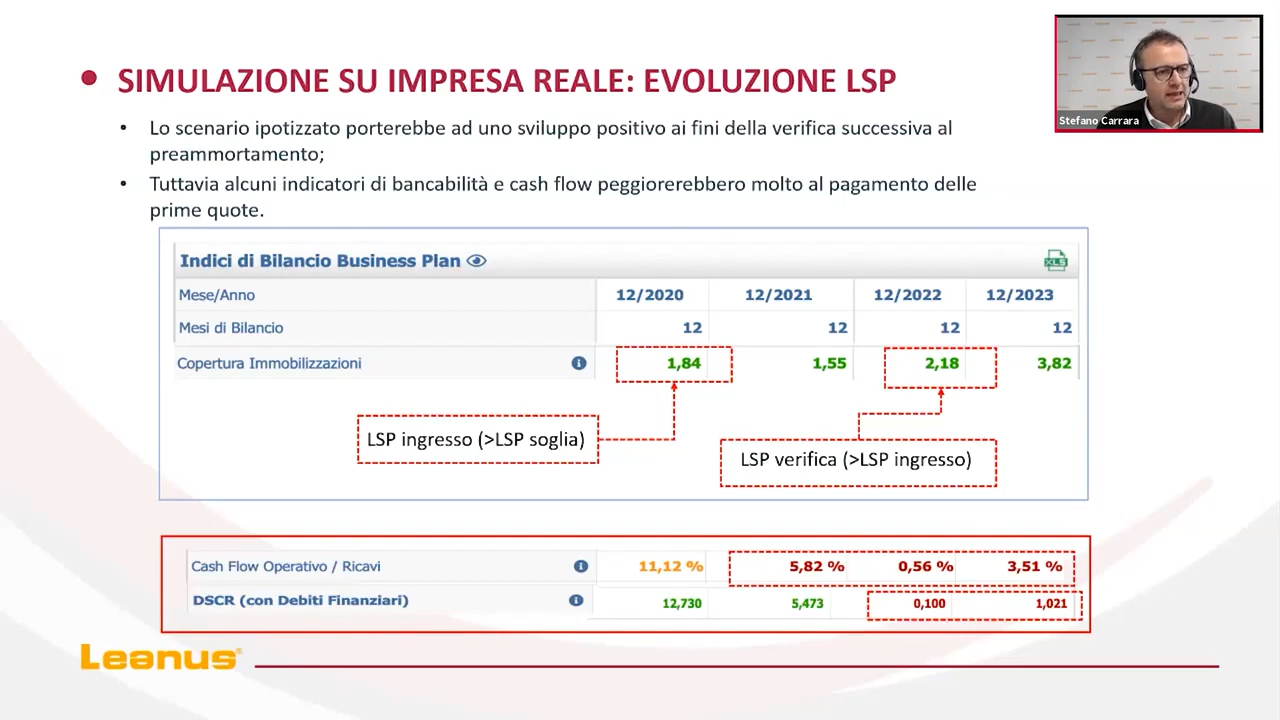 SIMULAZIONE SU IMPRESA REALE: EVOLUZIONE LSP
Stefano Carrara
• Lo scenario ipotizzato porterebbe ad uno sviluppo positivo ai fini della verifica successiva al
preammortamento;
• Tuttavia alcuni indicatori di bancabilità e cash flow peggiorerebbero molto al pagamento delle
prime quote.
Indici di Bilancio Business Plan
XLS
Mese/Anno 12/2020 12/2021 12/2022 12/2023
Mesi di Bilancio 12 12 12 12
Copertura Immobilizzazioni 1,84 1,55 2,18 3,82
LSP ingresso (>LSP soglia)
LSP verifica (>LSP ingresso)
Cash Flow Operativo / Ricavi 11,12 % 5,82 % 0,56 % 3,51 %
DSCR (con Debiti Finanziari) 12,730 5,473 0,100 1,021
Leanus®